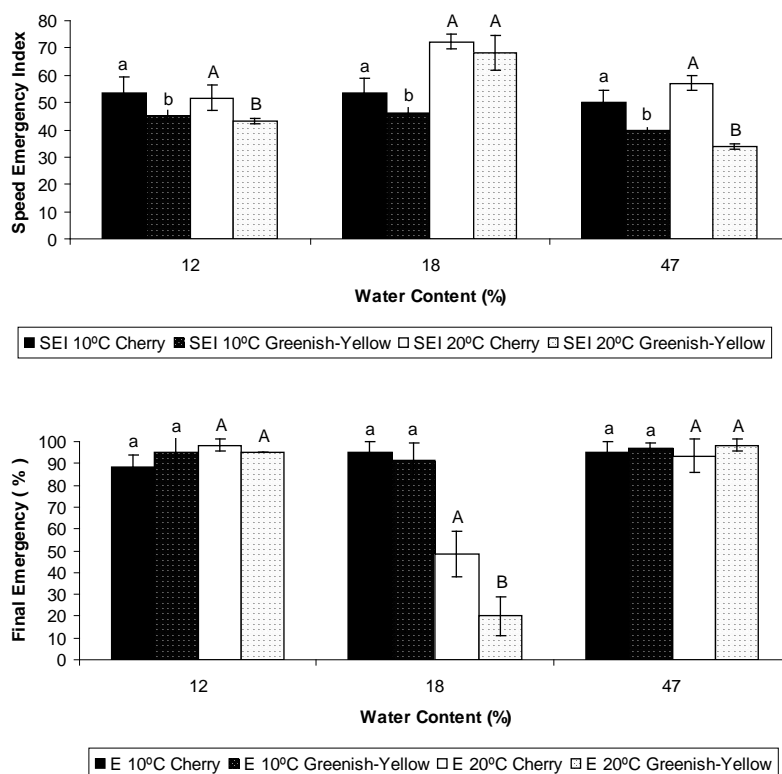 80
70
60
50
40
30
20
10
0
Speed Emergency Index
a b A B
a b A A
a b A B
12 18 47
Water Content (%)
SEI 10ºC Cherry SEI 10ºC Greenish-Yellow SEI 20ºC Cherry SEI 20ºC Greenish-Yellow
100
90
80
70
60
50
40
30
20
10
0
Final Emergency ( % )
a a A A
a a A B
a a A A
12 18 47
Water Content (%)
E 10ºC Cherry E 10ºC Greenish-Yellow E 20ºC Cherry E 20ºC Greenish-Yellow